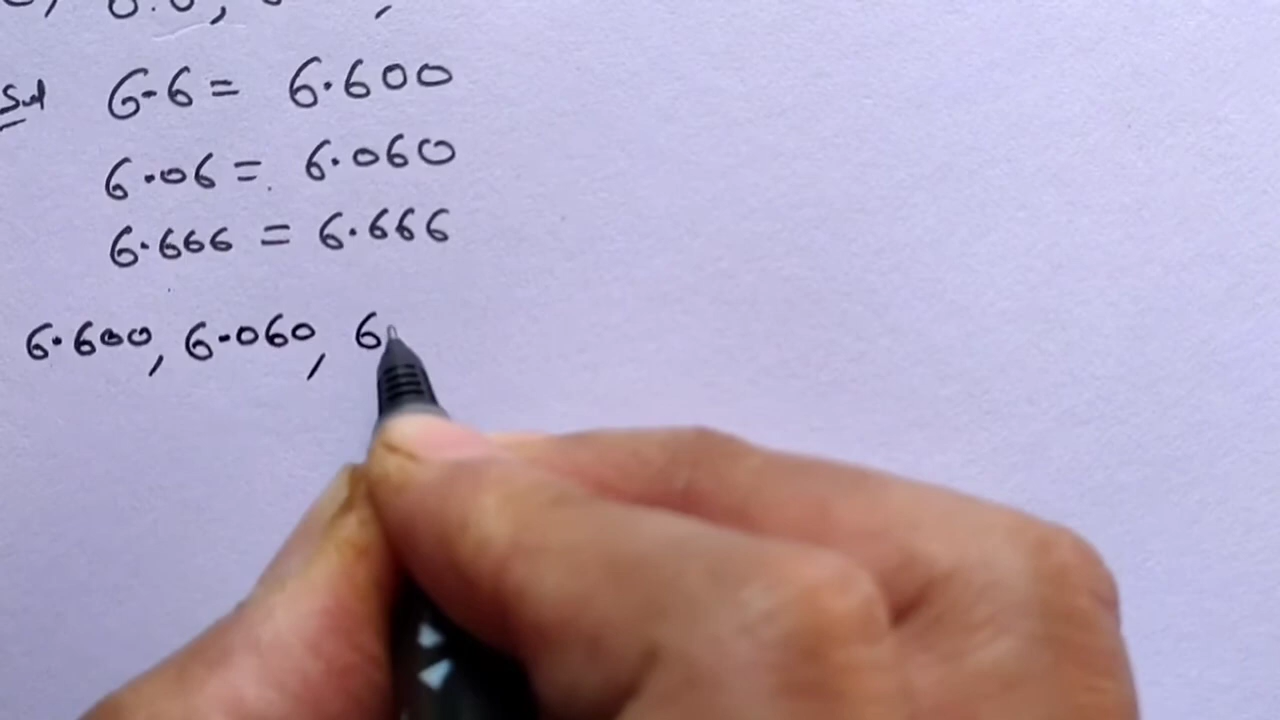 Sol 6.6 = 6.600
6.06 = 6.060
6.666 = 6.666
6.600, 6.060, 6